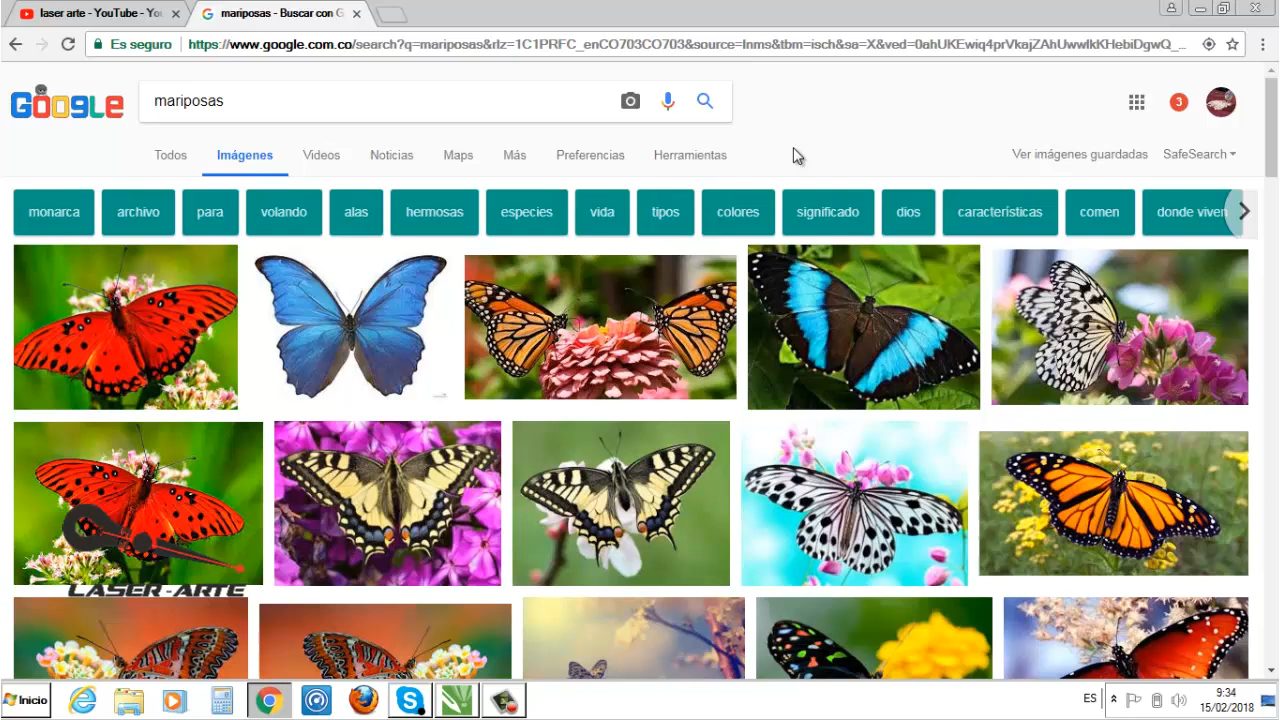 laser arte - YouTube - Yo
mariposas - Buscar con G
Es seguro
https://www.google.com.co/search?q=mariposas&rlz=1C1PRFC_enCO703CO703&source=lnms&tbm=isch&sa=X&ved=0ahUKEwiq4prVkajZAhUwwlkKHebiDgwQ_...
Google
mariposas
3
Todos
Imágenes
Videos
Noticias
Maps
Más
Preferencias
Herramientas
Ver imágenes guardadas
SafeSearch
monarca
archivo
para
volando
alas
hermosas
especies
vida
tipos
colores
significado
dios
características
comen
donde viven
LASER-ARTE
Inicio
ES
9:34
15/02/2018